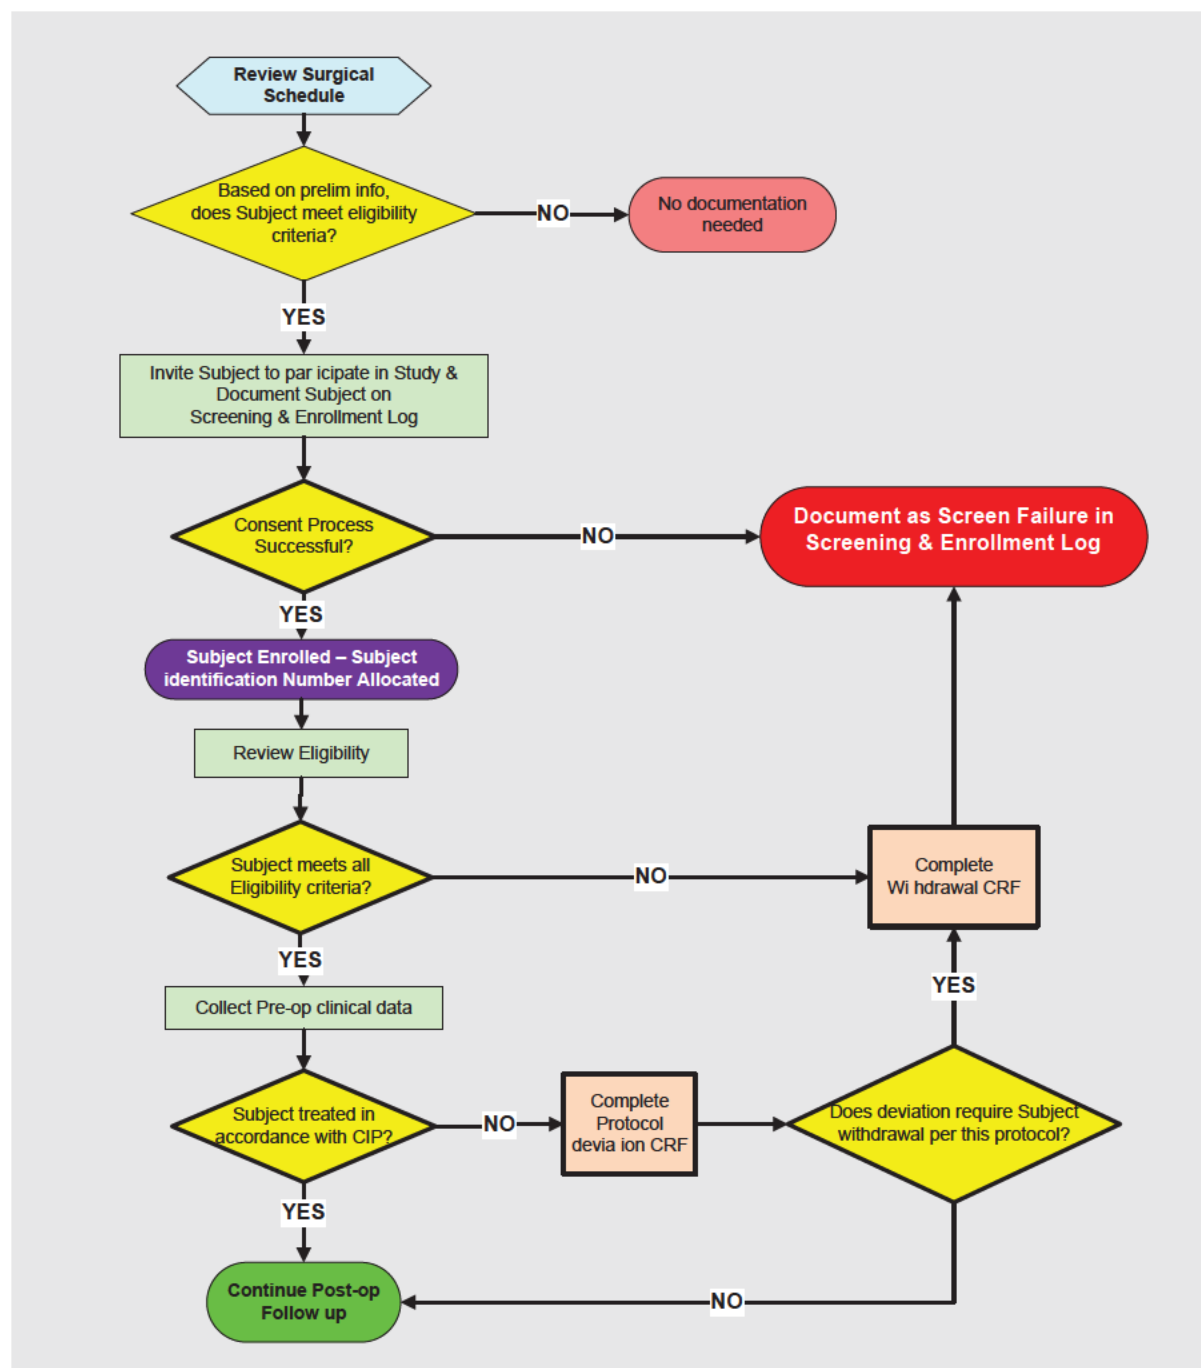 Review Surgical
Schedule
Based on prelim info,
does Subject meet eligibility
criteria?
NO
No documentation
needed
YES
Invite Subject to par icipate in Study &
Document Subject on
Screening & Enrollment Log
Consent Process
Successful?
NO
Document as Screen Failure in
Screening & Enrollment Log
YES
Subject Enrolled – Subject
identification Number Allocated
Review Eligibility
Subject meets all
Eligibility criteria?
NO
Complete
Wi hdrawal CRF
YES
YES
Collect Pre-op clinical data
Subject treated in
accordance with CIP?
NO
Complete
Protocol
devia ion CRF
Does deviation require Subject
withdrawal per this protocol?
YES
Continue Post-op
Follow up
NO